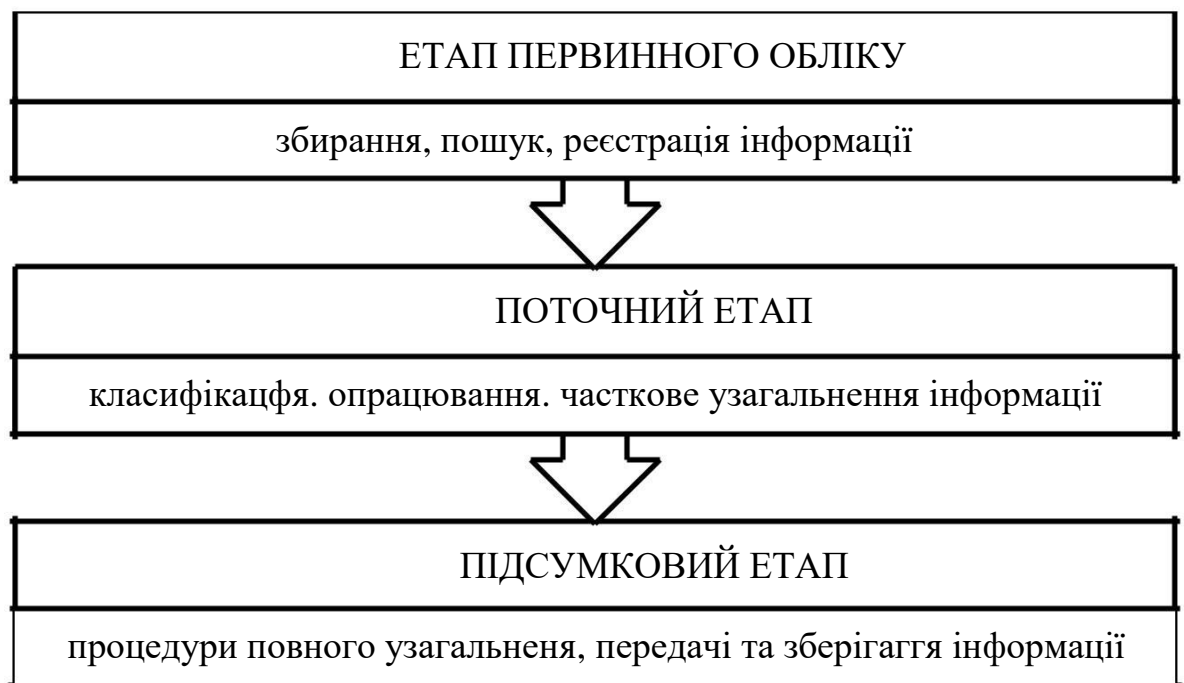 ЕТАП ПЕРВИННОГО ОБЛІКУ
збирання, пошук, реєстрація інформації
ПОТОЧНИЙ ЕТАП
класифікацфя. опрацювання. часткове узагальнення інформації
ПІДСУМКОВИЙ ЕТАП
процедури повного узагальненя, передачі та зберігаггя інформації